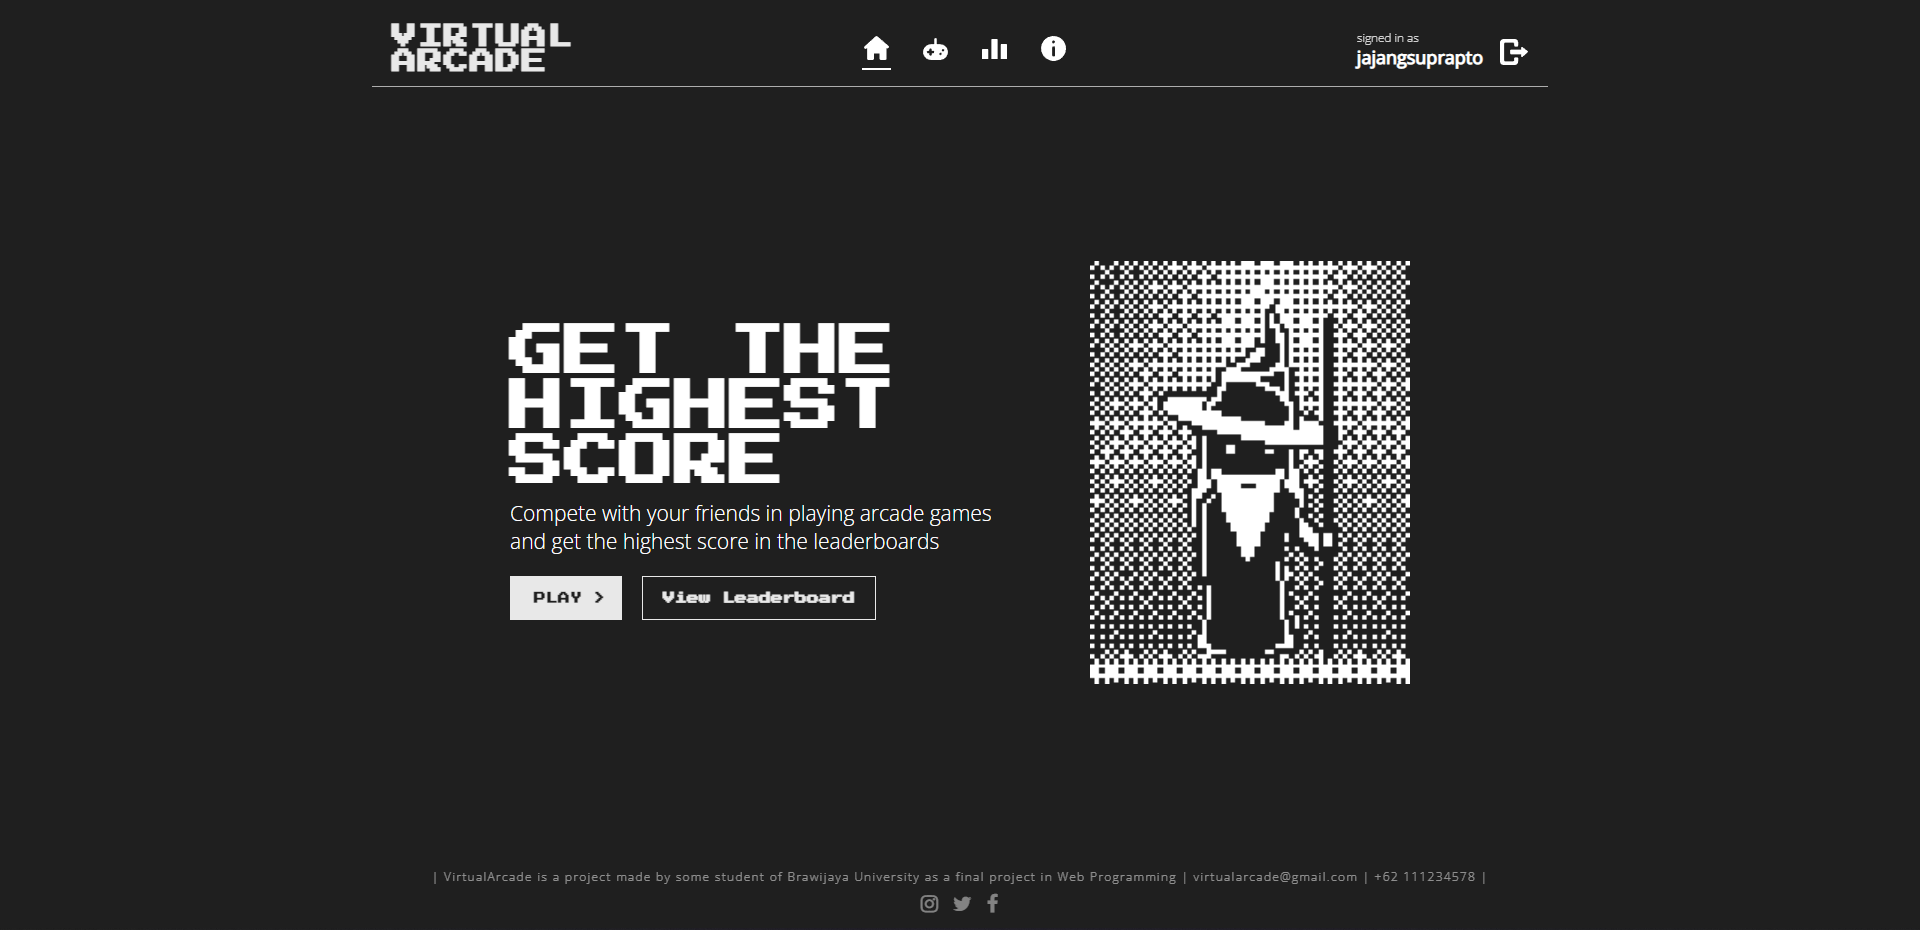 VIRTUAL
ARCADE
signed in as
jajangsuprapto
GET THE
HIGHEST
SCORE
Compete with your friends in playing arcade games
and get the highest score in the leaderboards
PLAY >
View Leaderboard
| VirtualArcade is a project made by some student of Brawijaya University as a final project in Web Programming | virtualarcade@gmail.com | +62 111234578 |